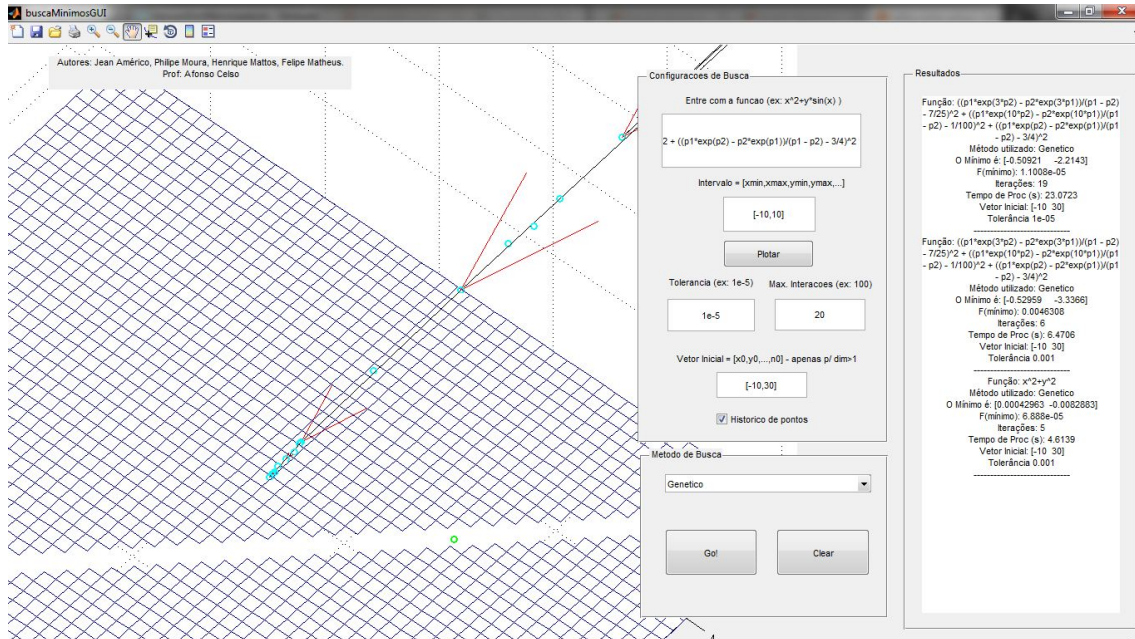 buscaMinimosGUI
Autores: Jean Américo, Philipe Moura, Henrique Mattos, Felipe Matheus.
Prof: Afonso Celso
Configuracoes de Busca
Entre com a funcao (ex: x^2+y*sin(x) )
2 + ((p1*exp(p2) - p2*exp(p1))/(p1 - p2) - 3/4)^2
Intervalo = [xmin,xmax,ymin,ymax,...]
[-10,10]
Plotar
Tolerancia (ex: 1e-5)
Max. Interacoes (ex: 100)
1e-5
20
Vetor Inicial = [x0,y0,...,n0] - apenas p/ dim>1
[-10,30]
Historico de pontos
Metodo de Busca
Genetico
Go!
Clear
Resultados
Função: ((p1*exp(3*p2) - p2*exp(3*p1))/(p1 - p2)
- 7/25)^2 + ((p1*exp(10*p2) - p2*exp(10*p1))/(p1
- p2) - 1/100)^2 + ((p1*exp(p2) - p2*exp(p1))/(p1
- p2) - 3/4)^2
Método utilizado: Genetico
O Mínimo é: [-0.50921 -2.2143]
F(mínimo): 1.1008e-05
Iterações: 19
Tempo de Proc (s): 23.0723
Vetor Inicial: [-10 30]
Tolerância 1e-05
-----------------------------
Função: ((p1*exp(3*p2) - p2*exp(3*p1))/(p1 - p2)
- 7/25)^2 + ((p1*exp(10*p2) - p2*exp(10*p1))/(p1
- p2) - 1/100)^2 + ((p1*exp(p2) - p2*exp(p1))/(p1
- p2) - 3/4)^2
Método utilizado: Genetico
O Mínimo é: [-0.52959 -3.3366]
F(mínimo): 0.0046308
Iterações: 6
Tempo de Proc (s): 6.4706
Vetor Inicial: [-10 30]
Tolerância 0.001
-----------------------------
Função: x^2+y^2
Método utilizado: Genetico
O Mínimo é: [0.00042963 -0.0082883]
F(mínimo): 6.888e-05
Iterações: 5
Tempo de Proc (s): 4.6139
Vetor Inicial: [-10 30]
Tolerância 0.001
-----------------------------